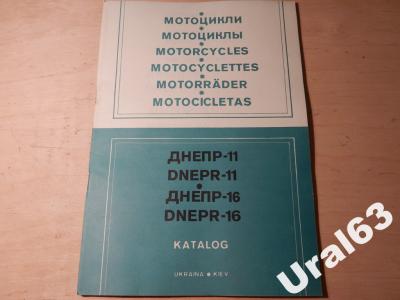 МОТОЦИКЛИ
МОТОЦИКЛЫ
MOTORCYCLES
MOTOCYCLETTES
MOTORRÄDER
MOTOCICLETAS
ДНЕПР-11
DNEPR-11
ДНЕПР-16
DNEPR-16
KATALOG
UKRAINA • KIEV
Ural63